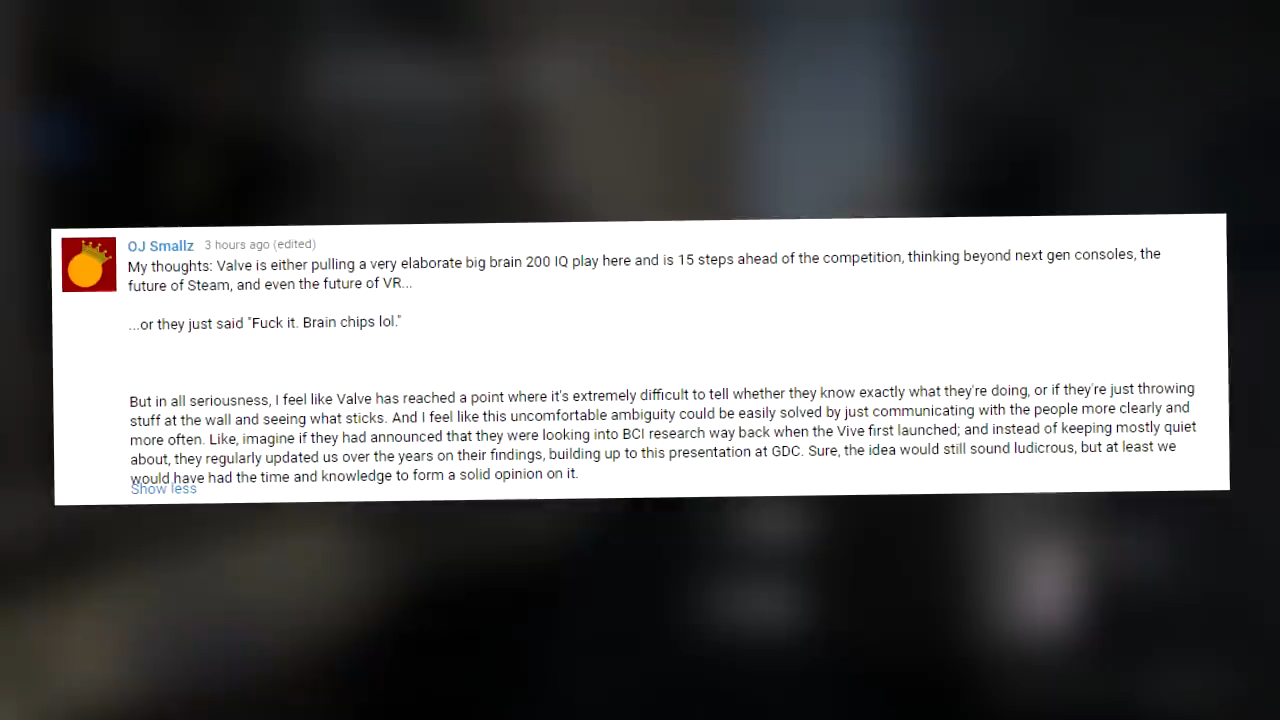 OJ Smallz 3 hours ago (edited)
My thoughts: Valve is either pulling a very elaborate big brain 200 IQ play here and is 15 steps ahead of the competition, thinking beyond next gen consoles, the
future of Steam, and even the future of VR...
...or they just said "Fuck it. Brain chips lol."
But in all seriousness, I feel like Valve has reached a point where it's extremely difficult to tell whether they know exactly what they're doing, or if they're just throwing
stuff at the wall and seeing what sticks. And I feel like this uncomfortable ambiguity could be easily solved by just communicating with the people more clearly and
more often. Like, imagine if they had announced that they were looking into BCI research way back when the Vive first launched; and instead of keeping mostly quiet
about, they regularly updated us over the years on their findings, building up to this presentation at GDC. Sure, the idea would still sound ludicrous, but at least we
would have had the time and knowledge to form a solid opinion on it.
Show less